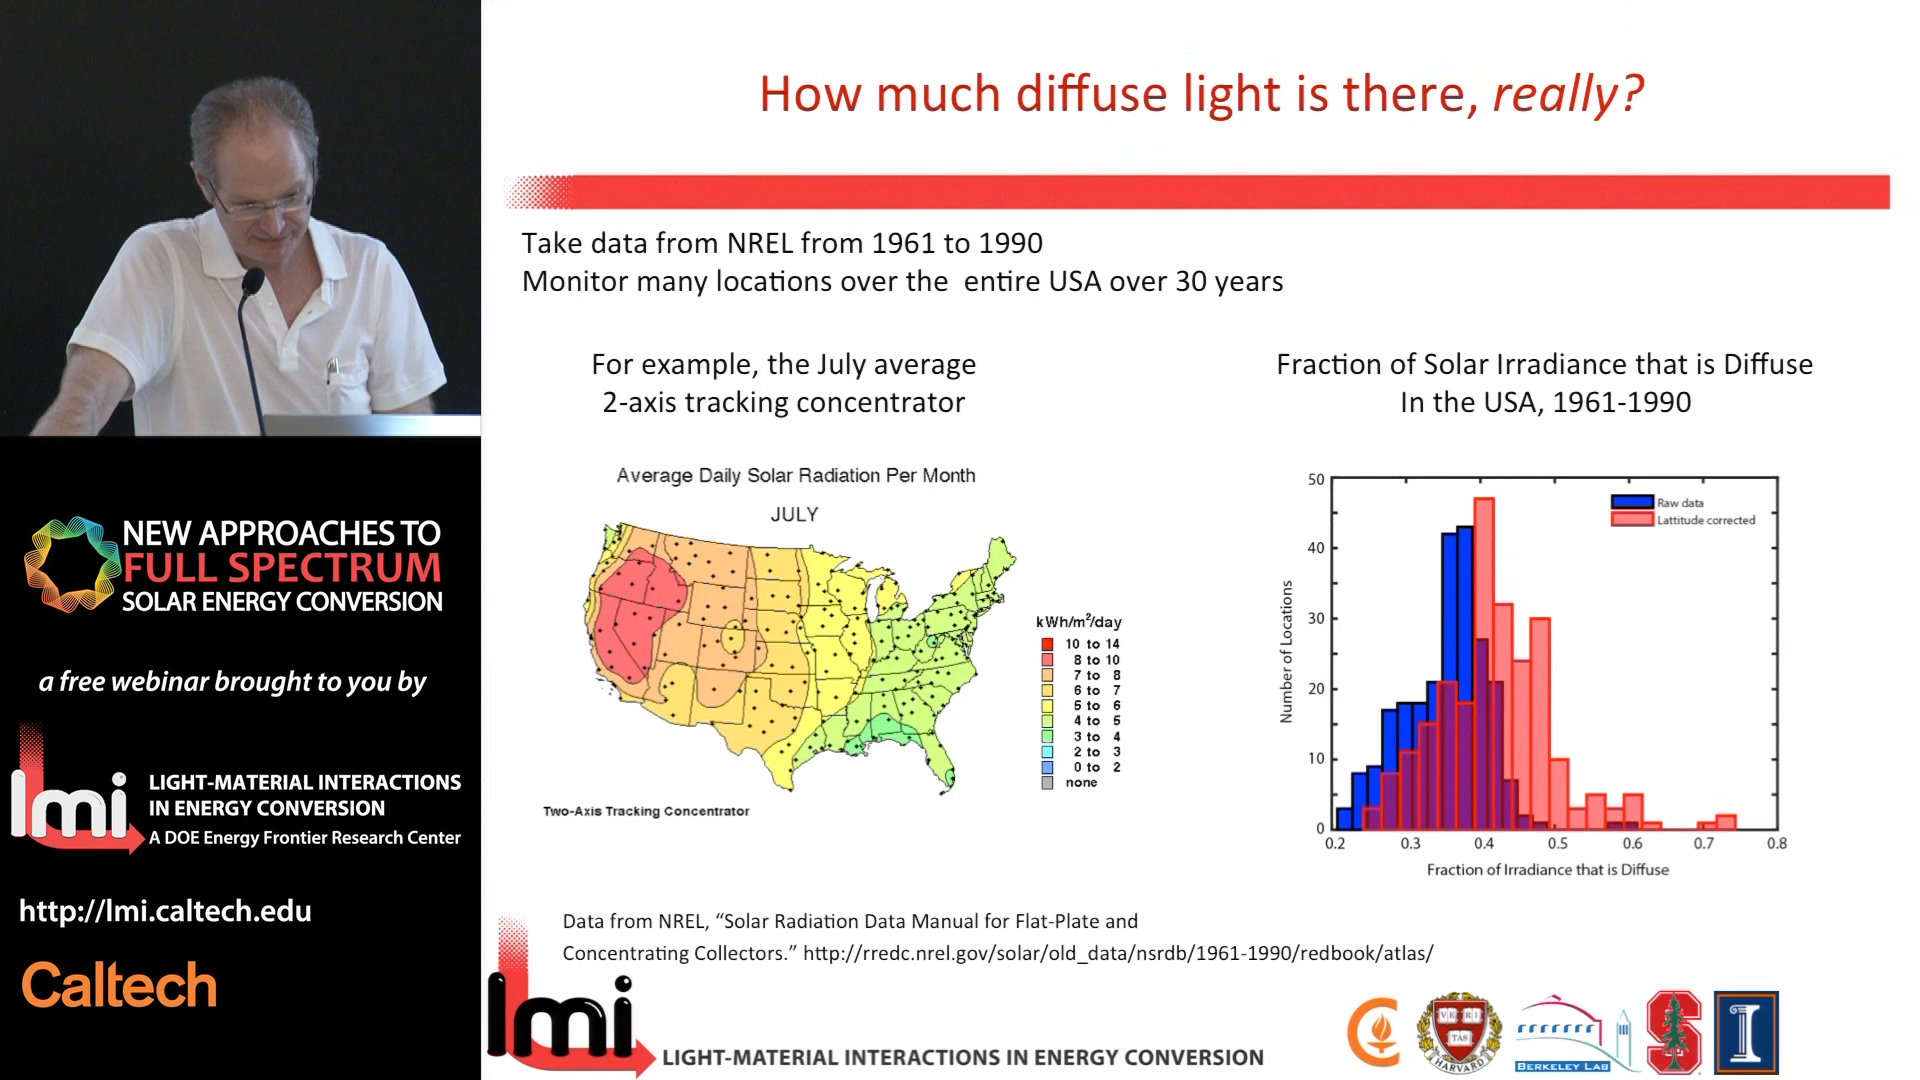 How much diffuse light is there, really?
Take data from NREL from 1961 to 1990
Monitor many locations over the entire USA over 30 years
For example, the July average
2-axis tracking concentrator
Average Daily Solar Radiation Per Month
JULY
kWh/m²/day
10 to 14
8 to 10
7 to 8
6 to 7
5 to 6
4 to 5
3 to 4
2 to 3
0 to 2
none
Two-Axis Tracking Concentrator
Fraction of Solar Irradiance that is Diffuse
In the USA, 1961-1990
50
40
30
20
10
0
Number of Locations
Raw data
Lattitude corrected
0.2 0.3 0.4 0.5 0.6 0.7 0.8
Fraction of Irradiance that is Diffuse
Data from NREL, “Solar Radiation Data Manual for Flat-Plate and
Concentrating Collectors.” http://rredc.nrel.gov/solar/old_data/nsrdb/1961-1990/redbook/atlas/
lmi
LIGHT-MATERIAL INTERACTIONS IN ENERGY CONVERSION
VE RI TAS
HARVARD
BERKELEY LAB
S
I
NEW APPROACHES TO
FULL SPECTRUM
SOLAR ENERGY CONVERSION
a free webinar brought to you by
lmi
LIGHT-MATERIAL INTERACTIONS
IN ENERGY CONVERSION
A DOE Energy Frontier Research Center
http://lmi.caltech.edu
Caltech